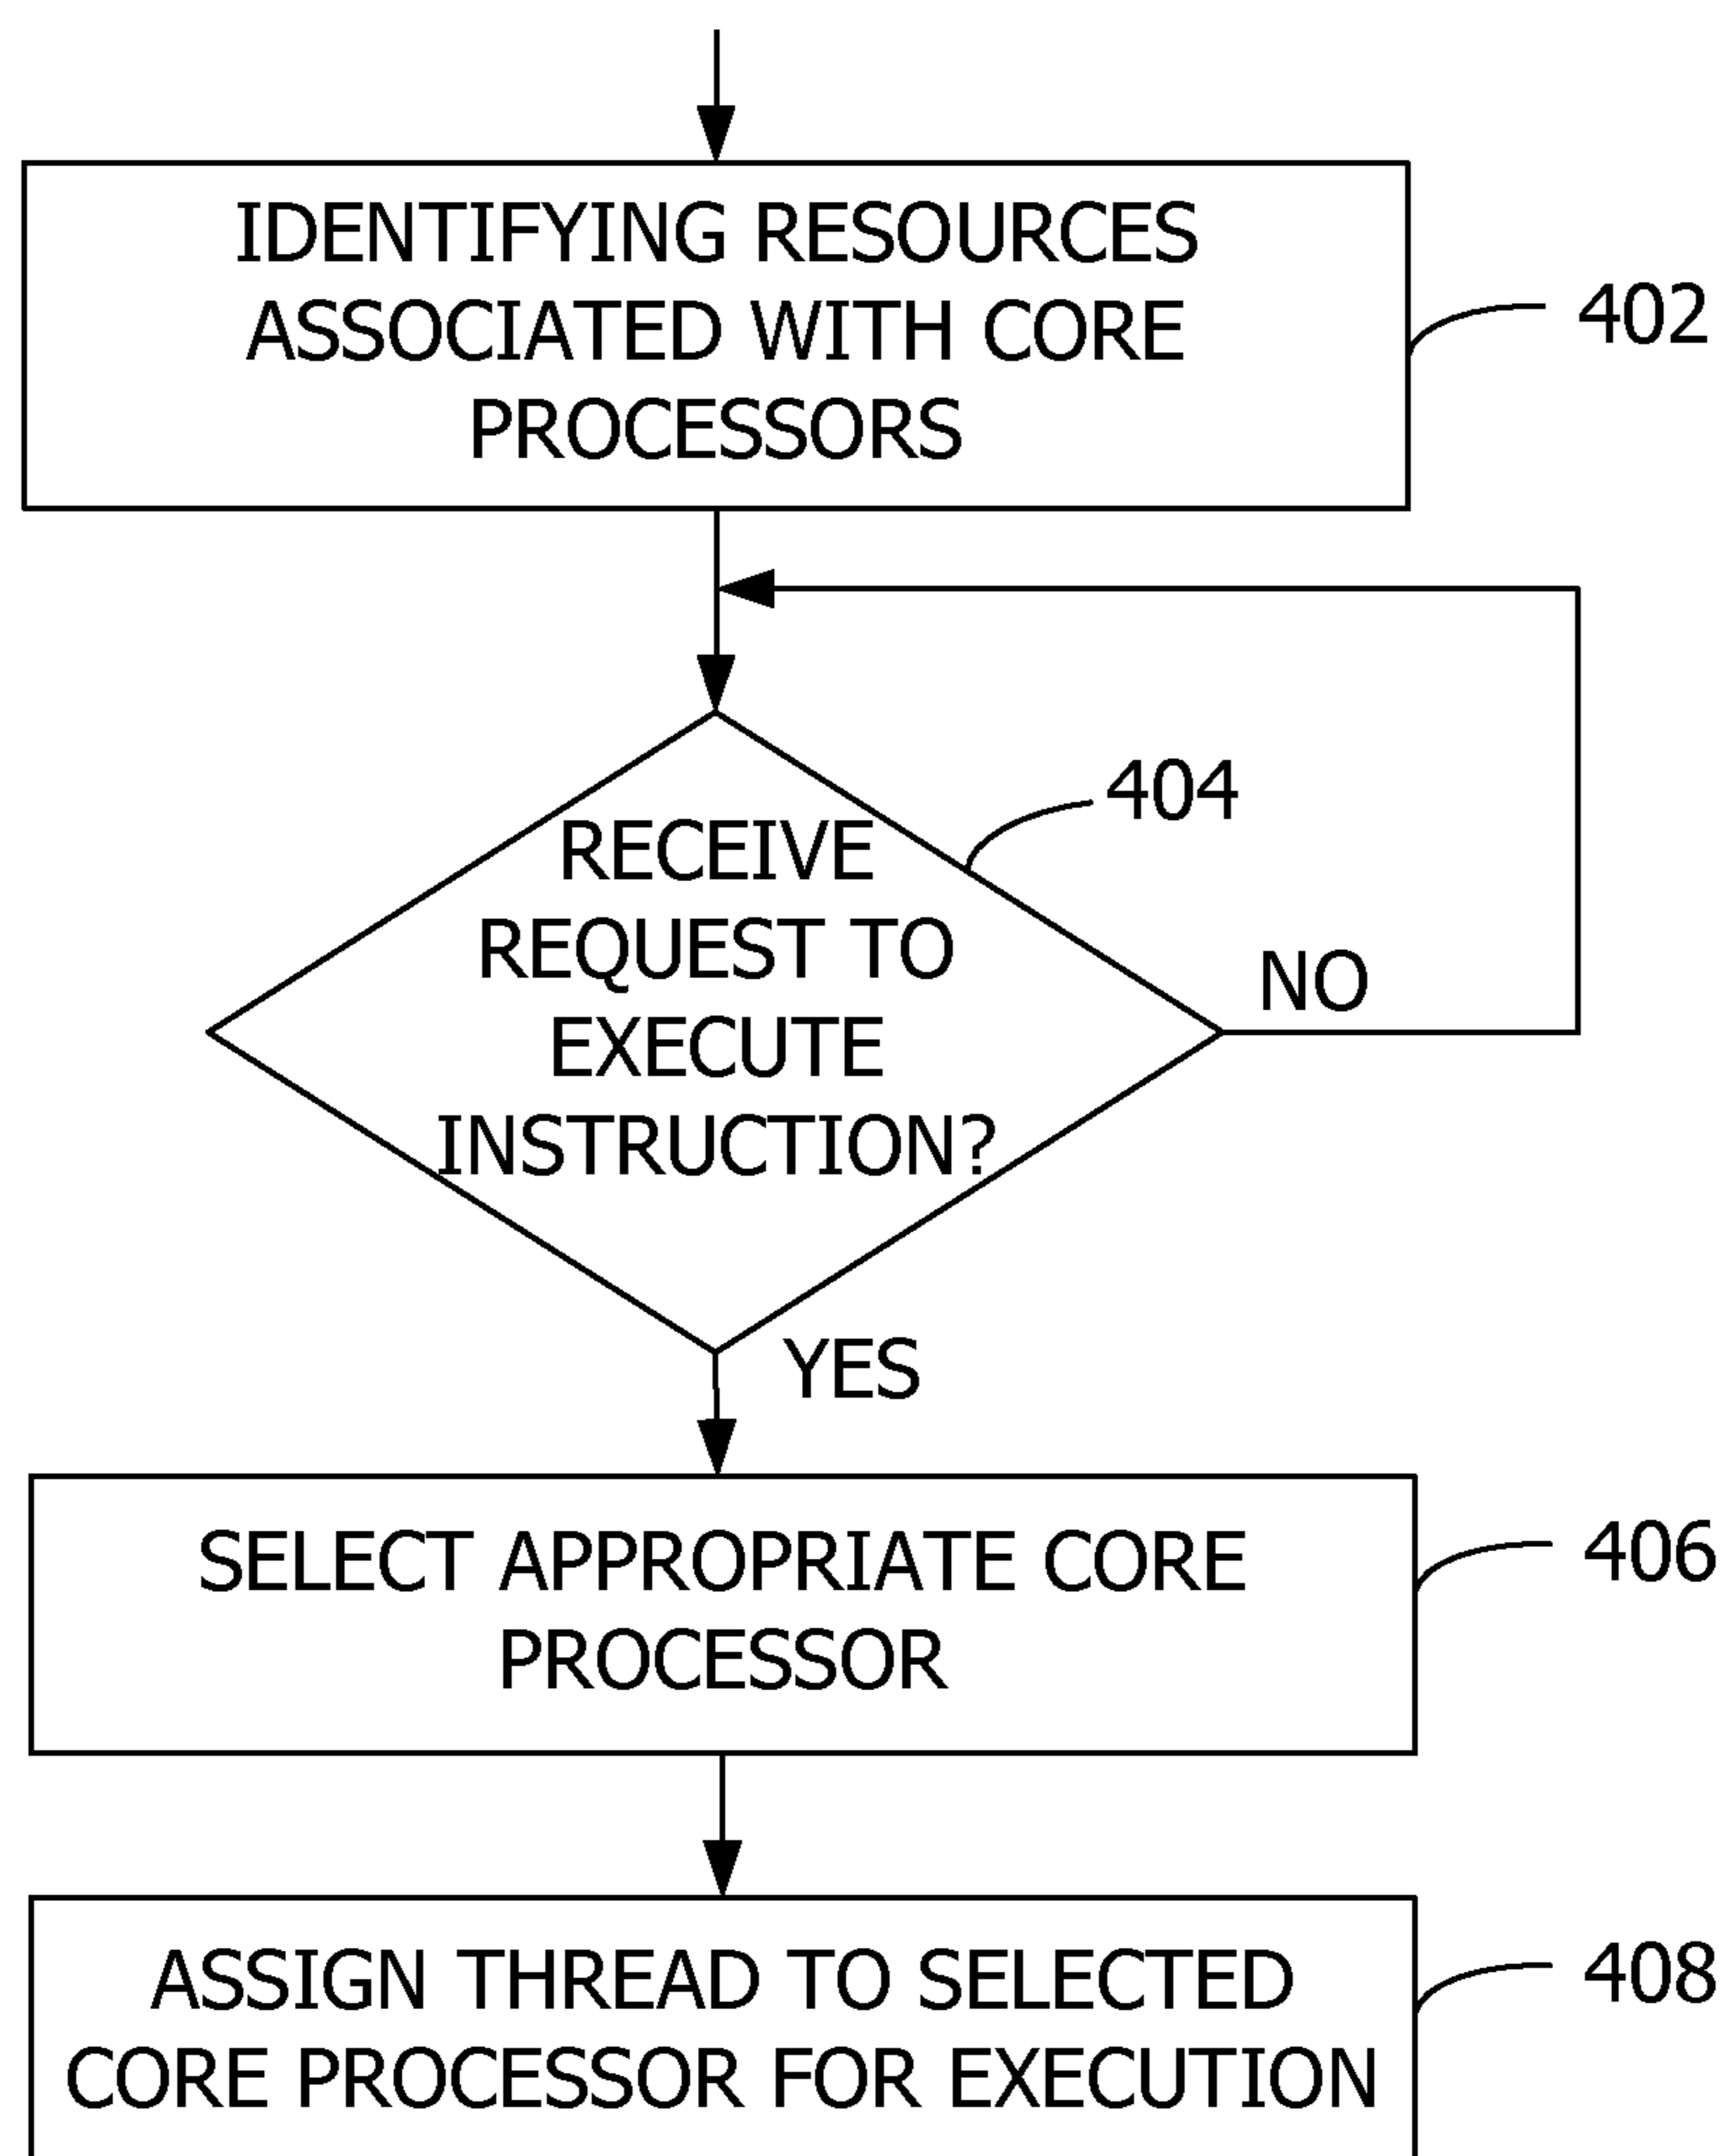 IDENTIFYING RESOURCES
ASSOCIATED WITH CORE
PROCESSORS
402
404
RECEIVE
REQUEST TO
EXECUTE
INSTRUCTION?
NO
YES
SELECT APPROPRIATE CORE
PROCESSOR
406
ASSIGN THREAD TO SELECTED
CORE PROCESSOR FOR EXECUTION
408